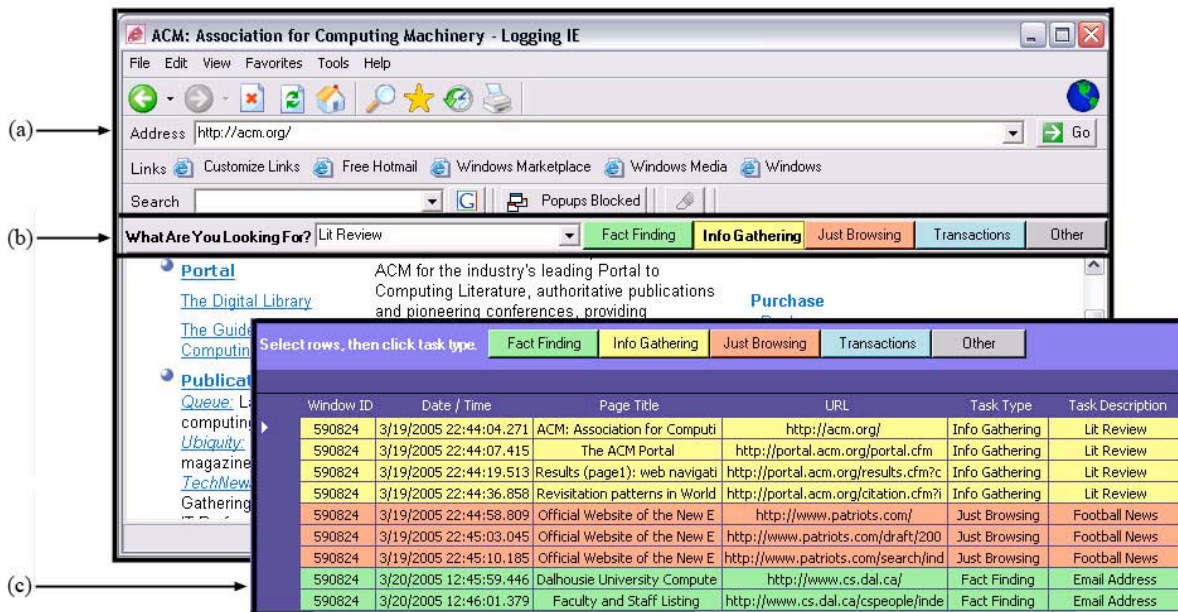 ACM: Association for Computing Machinery - Logging IE
File Edit View Favorites Tools Help
(a)
Address http://acm.org/ Go
Links Customize Links Free Hotmail Windows Marketplace Windows Media Windows
Search G Popups Blocked
(b)
What Are You Looking For? Lit Review Fact Finding Info Gathering Just Browsing Transactions Other
Portal
The Digital Library
The Guide
Computin
Publicat
Queue: La
computing
Ubiquity:
magazine
TechNews
Gathering
ACM for the industry's leading Portal to
Computing Literature, authoritative publications
and pioneering conferences, providing
Purchase
Select rows, then click task type. Fact Finding Info Gathering Just Browsing Transactions Other
Window ID Date / Time Page Title URL Task Type Task Description
590824 3/19/2005 22:44:04.271 ACM: Association for Computi http://acm.org/ Info Gathering Lit Review
590824 3/19/2005 22:44:07.415 The ACM Portal http://portal.acm.org/portal.cfm Info Gathering Lit Review
590824 3/19/2005 22:44:19.513 Results (page1): web navigati http://portal.acm.org/results.cfm?c Info Gathering Lit Review
590824 3/19/2005 22:44:36.858 Revisitation patterns in World http://portal.acm.org/citation.cfm?i Info Gathering Lit Review
590824 3/19/2005 22:44:58.809 Official Website of the New E http://www.patriots.com/ Just Browsing Football News
590824 3/19/2005 22:45:03.045 Official Website of the New E http://www.patriots.com/draft/200 Just Browsing Football News
590824 3/19/2005 22:45:10.185 Official Website of the New E http://www.patriots.com/search/ind Just Browsing Football News
(c)
590824 3/20/2005 12:45:59.446 Dalhousie University Compute http://www.cs.dal.ca/ Fact Finding Email Address
590824 3/20/2005 12:46:01.379 Faculty and Staff Listing http://www.cs.dal.ca/cspeople/inde Fact Finding Email Address